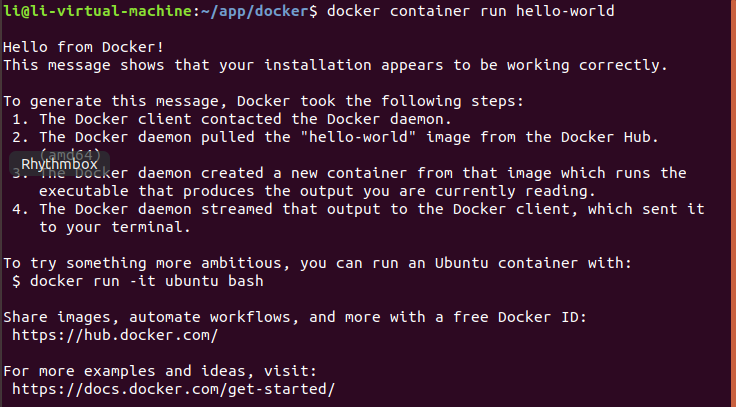 li@li-virtual-machine:~/app/docker$ docker container run hello-world
Hello from Docker!
This message shows that your installation appears to be working correctly.
To generate this message, Docker took the following steps:
1. The Docker client contacted the Docker daemon.
2. The Docker daemon pulled the "hello-world" image from the Docker Hub.
(amd64)
Rhythmbox
3. The Docker daemon created a new container from that image which runs the
executable that produces the output you are currently reading.
4. The Docker daemon streamed that output to the Docker client, which sent it
to your terminal.
To try something more ambitious, you can run an Ubuntu container with:
$ docker run -it ubuntu bash
Share images, automate workflows, and more with a free Docker ID:
https://hub.docker.com/
For more examples and ideas, visit:
https://docs.docker.com/get-started/